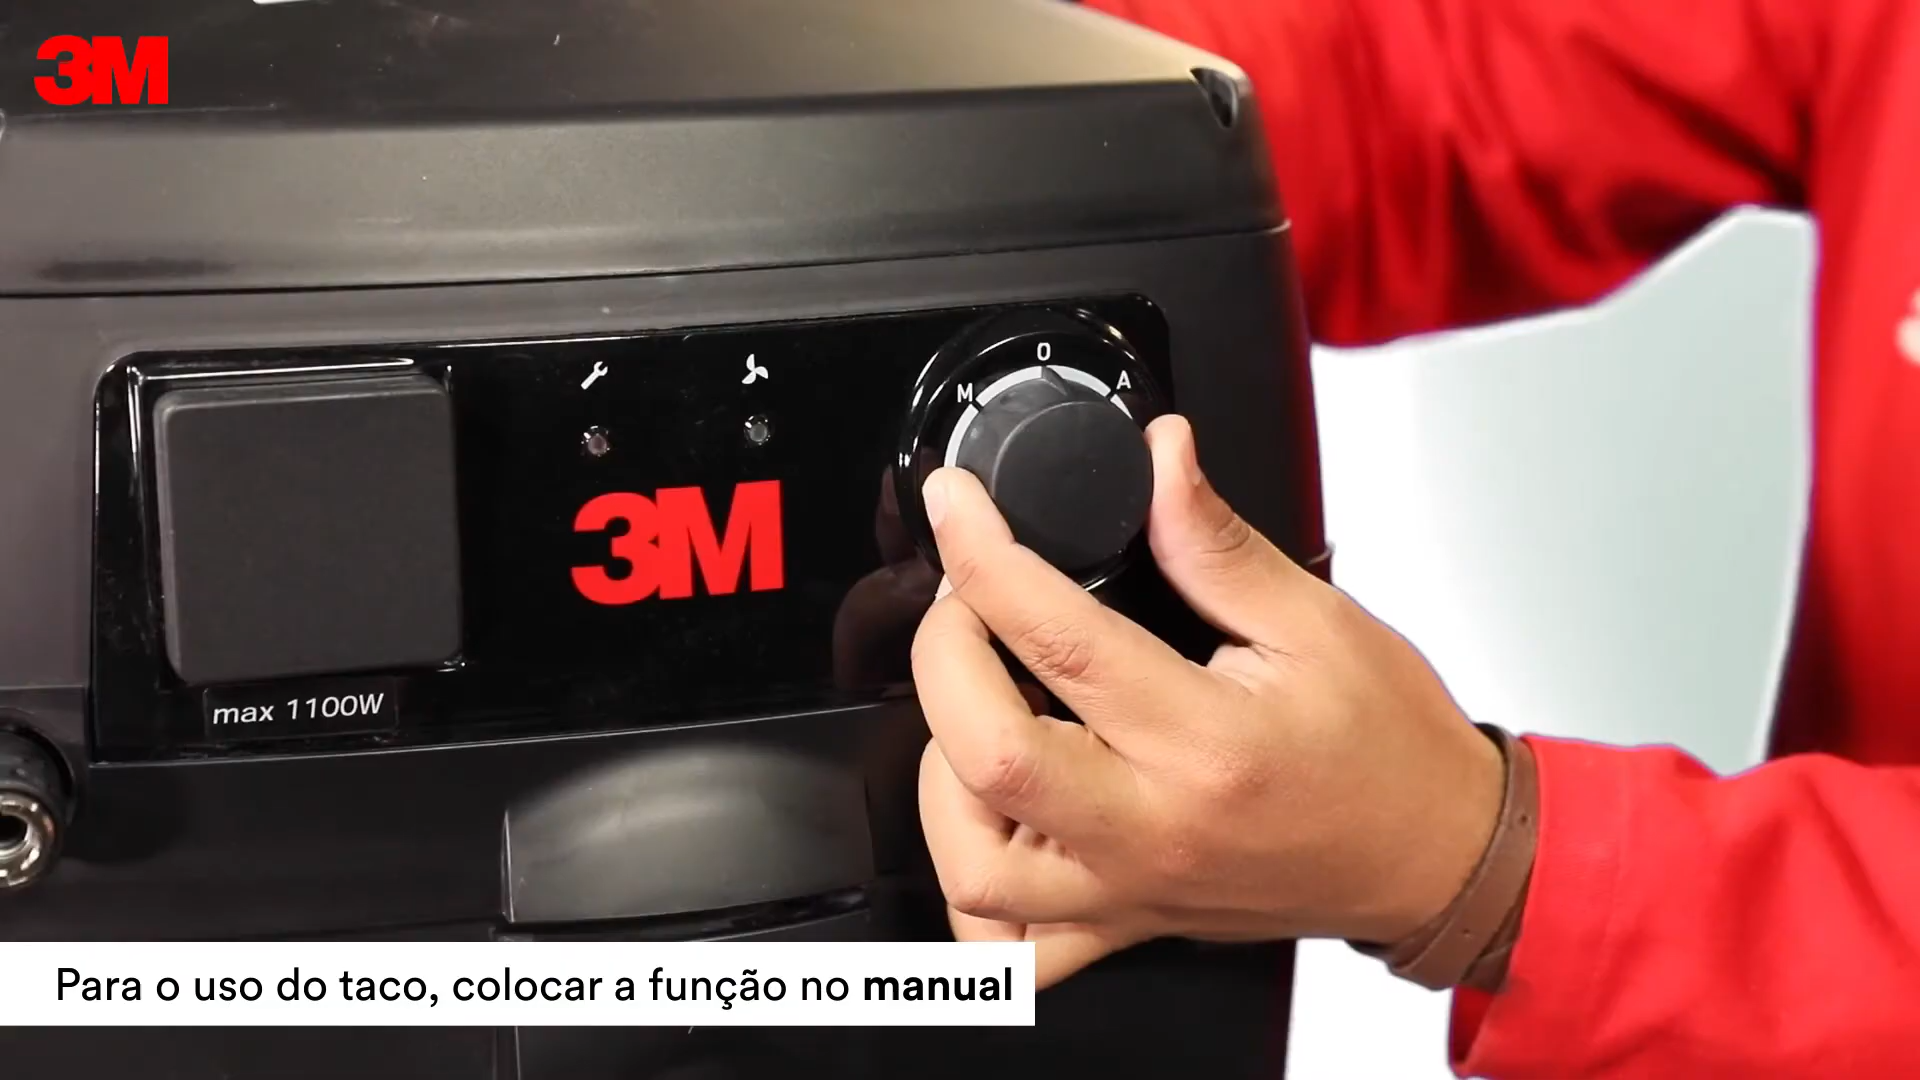 3M
O
M
A
3M
max 1100W
Para o uso do taco, colocar a função no manual